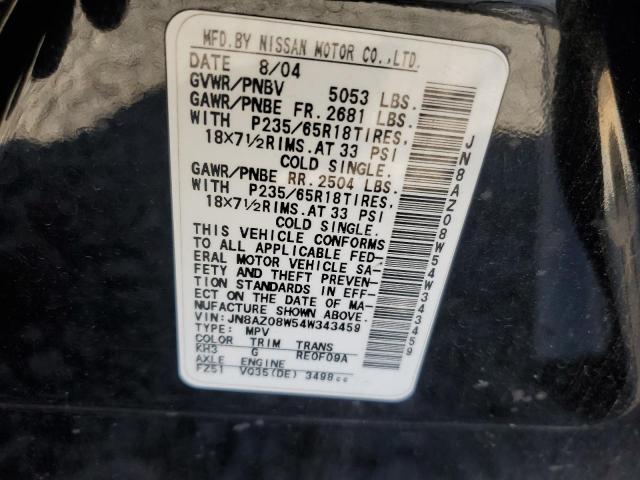 MFD.BY NISSAN MOTOR CO.,LTD.
DATE 8/04
GVWR/PNBV 5053 LBS.
GAWR/PNBE FR. 2681 LBS.
WITH P235/65R18TIRES,
18X7½RIMS.AT 33 PSI
COLD SINGLE.
GAWR/PNBE RR. 2504 LBS.
WITH P235/65R18TIRES,
18X7½RIMS.AT 33 PSI
COLD SINGLE.
THIS VEHICLE CONFORMS
TO ALL APPLICABLE FED-
ERAL MOTOR VEHICLE SA-
FETY AND THEFT PREVEN-
TION STANDARDS IN EFF-
ECT ON THE DATE OF MA-
NUFACTURE SHOWN ABOVE.
VIN:JN8AZ08W54W343459
TYPE: MPV
COLOR TRIM TRANS
KH3 G RE0F09A
AXLE ENGINE
FZ51 VQ35(DE) 3498cc
JN8AZ08W54W343459